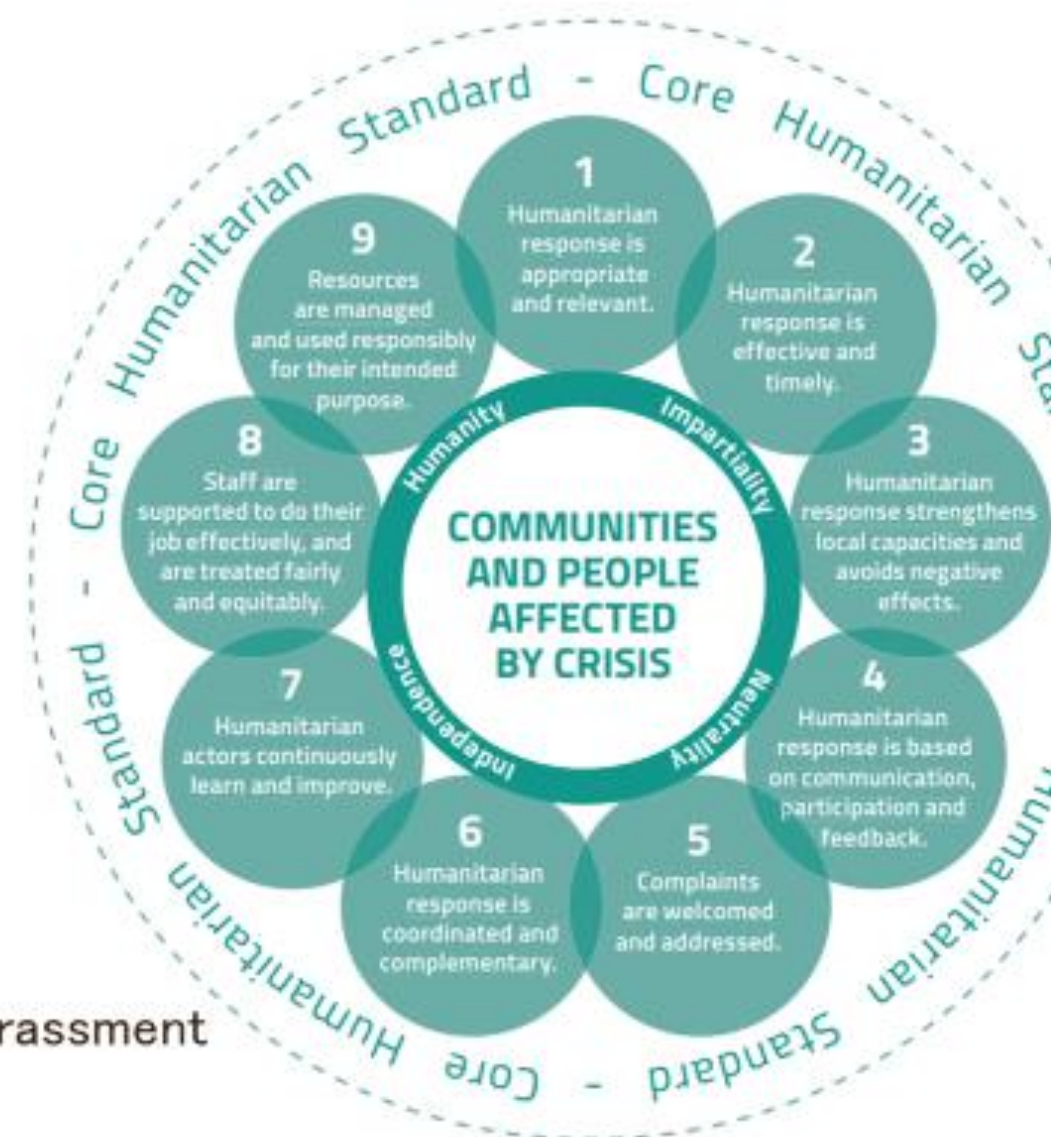 Core Humanitarian Standard - Core Humanitarian
Humanitarian Standard - Core Humanitarian Standard -
1
Humanitarian
response is
appropriate
and relevant.
2
Humanitarian
response is
effective and
timely.
3
Humanitarian
response strengthens
local capacities and
avoids negative
effects.
4
Humanitarian
response is based
on communication,
participation and
feedback.
5
Complaints
are welcomed
and addressed.
6
Humanitarian
response is
coordinated and
complementary.
7
Humanitarian
actors continuously
learn and improve.
8
Staff are
supported to do their
job effectively, and
are treated fairly
and equitably.
9
Resources
are managed
and used responsibly
for their intended
purpose.
Humanity
Impartiality
Neutrality
Independence
COMMUNITIES
AND PEOPLE
AFFECTED
BY CRISIS
rassment